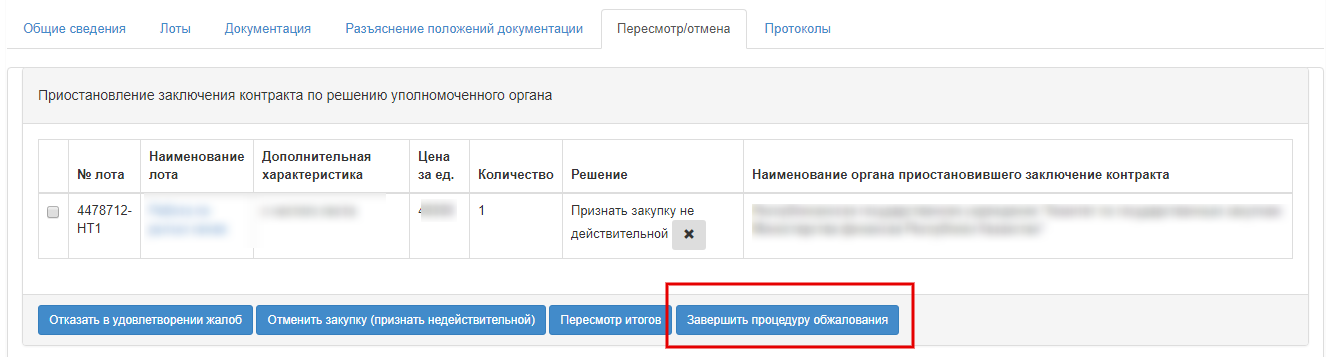 Общие сведения Лоты Документация Разъяснение положений документации Пересмотр/отмена Протоколы
Приостановление заключения контракта по решению уполномоченного органа
№ лота
Наименование лота
Дополнительная характеристика
Цена за ед.
Количество
Решение
Наименование органа приостановившего заключение контракта
4478712-
НТ1
1
Признать закупку не
действительной
Отказать в удовлетворении жалоб Отменить закупку (признать недействительной) Пересмотр итогов Завершить процедуру обжалования